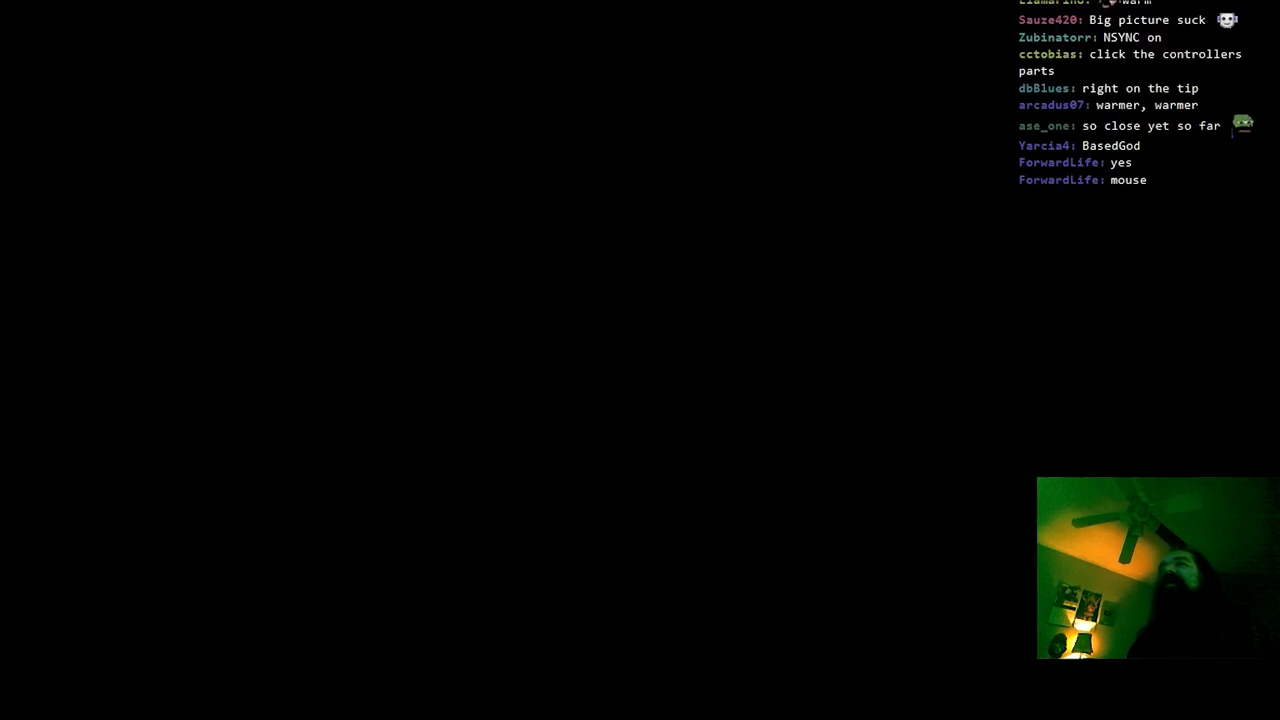 Sauze420: Big picture suck
Zubinatorr: NSYNC on
cctobias: click the controllers
parts
dbBlues: right on the tip
arcadus07: warmer, warmer
ase_one: so close yet so far
Yarcia4: BasedGod
ForwardLife: yes
ForwardLife: mouse